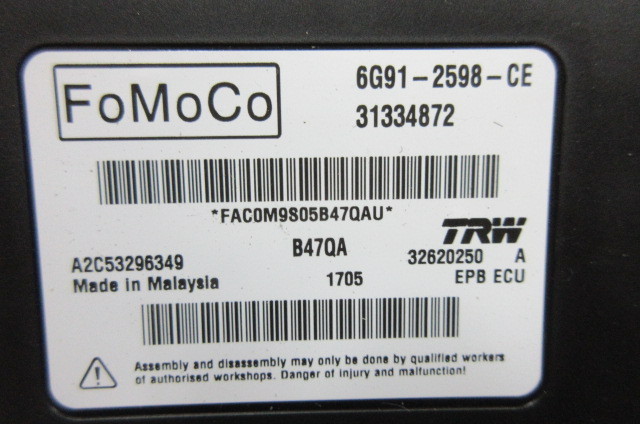 FoMoCo
6G91-2598-CE
31334872
*FAC0M9S05B47QAU*
TRW
B47QA
32620250 A
A2C53296349
Made in Malaysia
1705
EPB ECU
Assembly and disassembly may only be done by qualified workers
of authorised workshops. Danger of injury and malfunction!